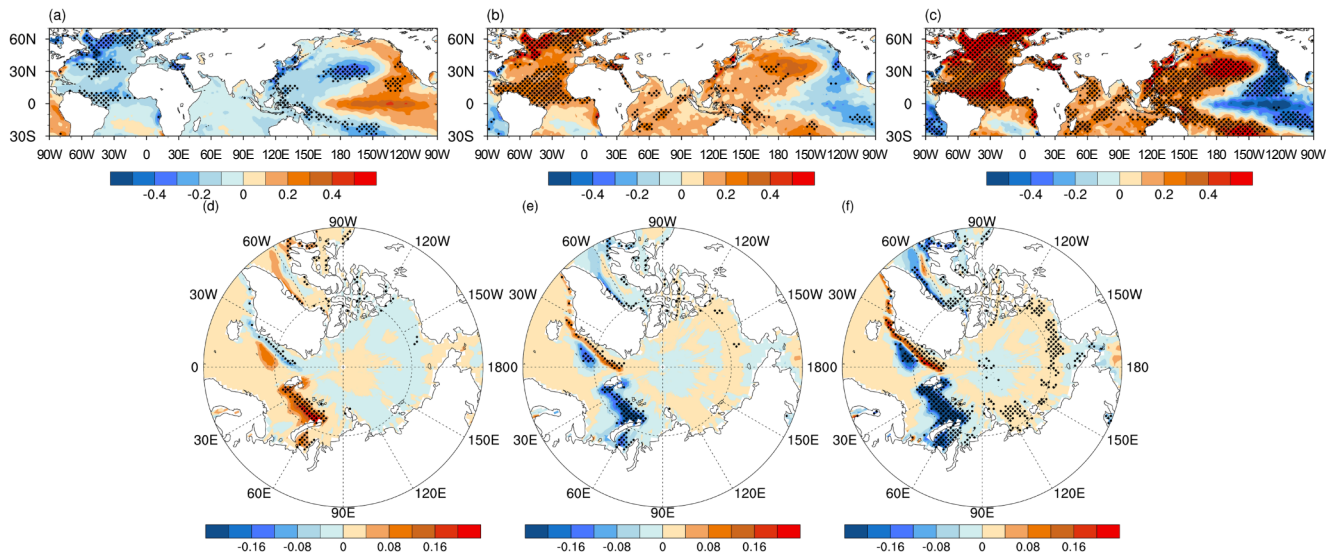 (a) (b) (c)
60N 60N 60N
30N 30N 30N
0 0 0
30S 30S 30S
90W 60W 30W 0 30E 60E 90E 120E 150E 180 150W 120W 90W 90W 60W 30W 0 30E 60E 90E 120E 150E 180 150W 120W 90W 90W 60W 30W 0 30E 60E 90E 120E 150E 180 150W 120W 90W
-0.4 -0.2 0 0.2 0.4 -0.4 -0.2 0 0.2 0.4 -0.4 -0.2 0 0.2 0.4
(d) (e) (f)
90W 90W 90W
60W 120W 60W 120W 60W 120W
30W 150W 30W 150W 30W 150W
0 1800 1800 180
30E 150E 30E 150E 30E 150E
60E 120E 60E 120E 60E 120E
90E 90E 90E
-0.16 -0.08 0 0.08 0.16 -0.16 -0.08 0 0.08 0.16 -0.16 -0.08 0 0.08 0.16